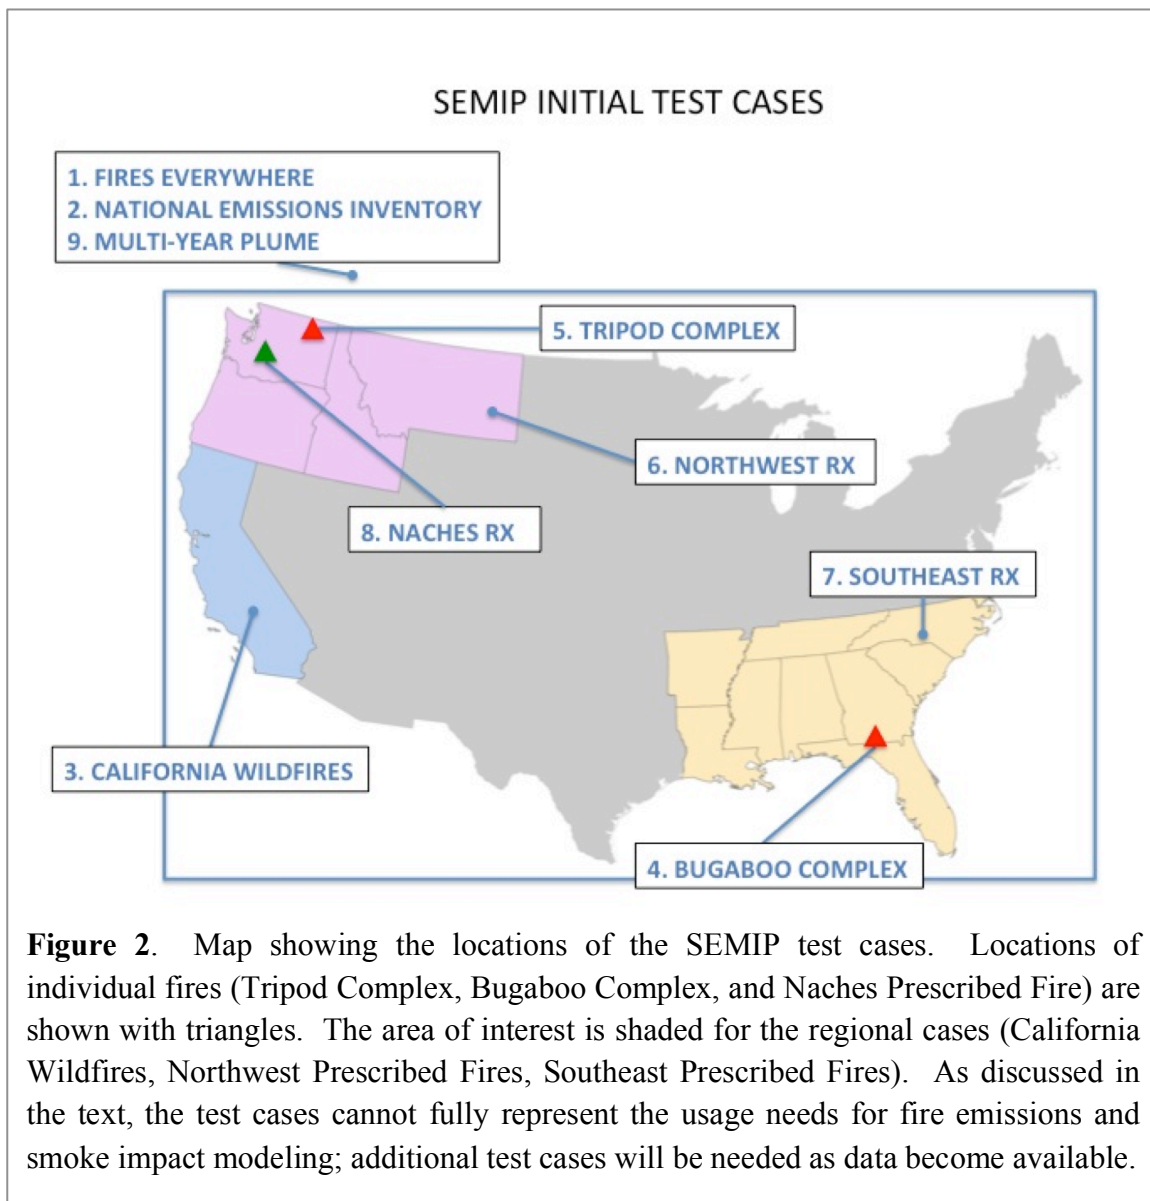 SEMIP INITIAL TEST CASES
1. FIRES EVERYWHERE
2. NATIONAL EMISSIONS INVENTORY
9. MULTI-YEAR PLUME
5. TRIPOD COMPLEX
6. NORTHWEST RX
8. NACHES RX
7. SOUTHEAST RX
3. CALIFORNIA WILDFIRES
4. BUGABOO COMPLEX
Figure 2. Map showing the locations of the SEMIP test cases. Locations of
individual fires (Tripod Complex, Bugaboo Complex, and Naches Prescribed Fire) are
shown with triangles. The area of interest is shaded for the regional cases (California
Wildfires, Northwest Prescribed Fires, Southeast Prescribed Fires). As discussed in
the text, the test cases cannot fully represent the usage needs for fire emissions and
smoke impact modeling; additional test cases will be needed as data become available.